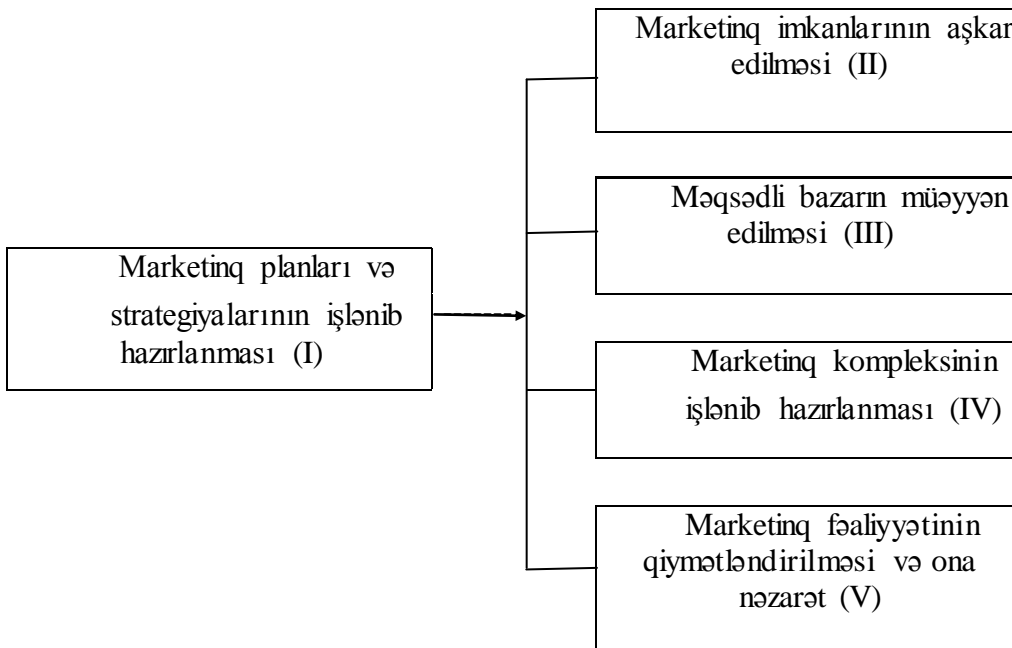 Marketinq imkanlarının aşkar
edilməsi (II)
Məqsədli bazarın müəyyən
edilməsi (III)
Marketinq planları və
strategiyalarının işlənib
hazırlanması (I)
Marketinq kompleksinin
işlənib hazırlanması (IV)
Marketinq fəaliyyətinin
qiymətləndirilməsi və ona
nəzarət (V)